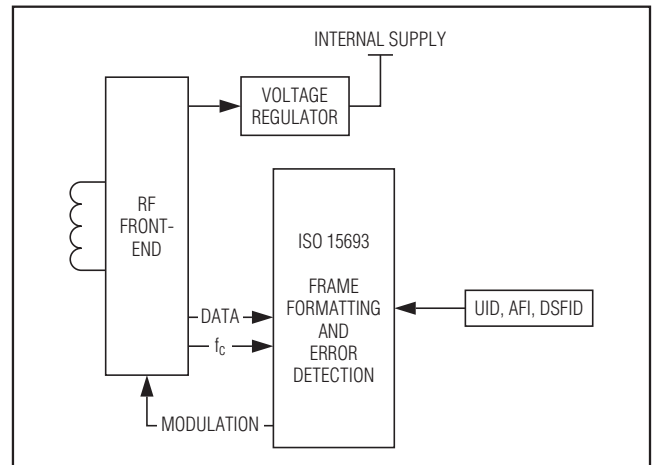 INTERNAL SUPPLY
VOLTAGE
REGULATOR
RF
FRONT-
END
ISO 15693
FRAME
FORMATTING
AND
ERROR
DETECTION
DATA
fc
MODULATION
UID, AFI, DSFID